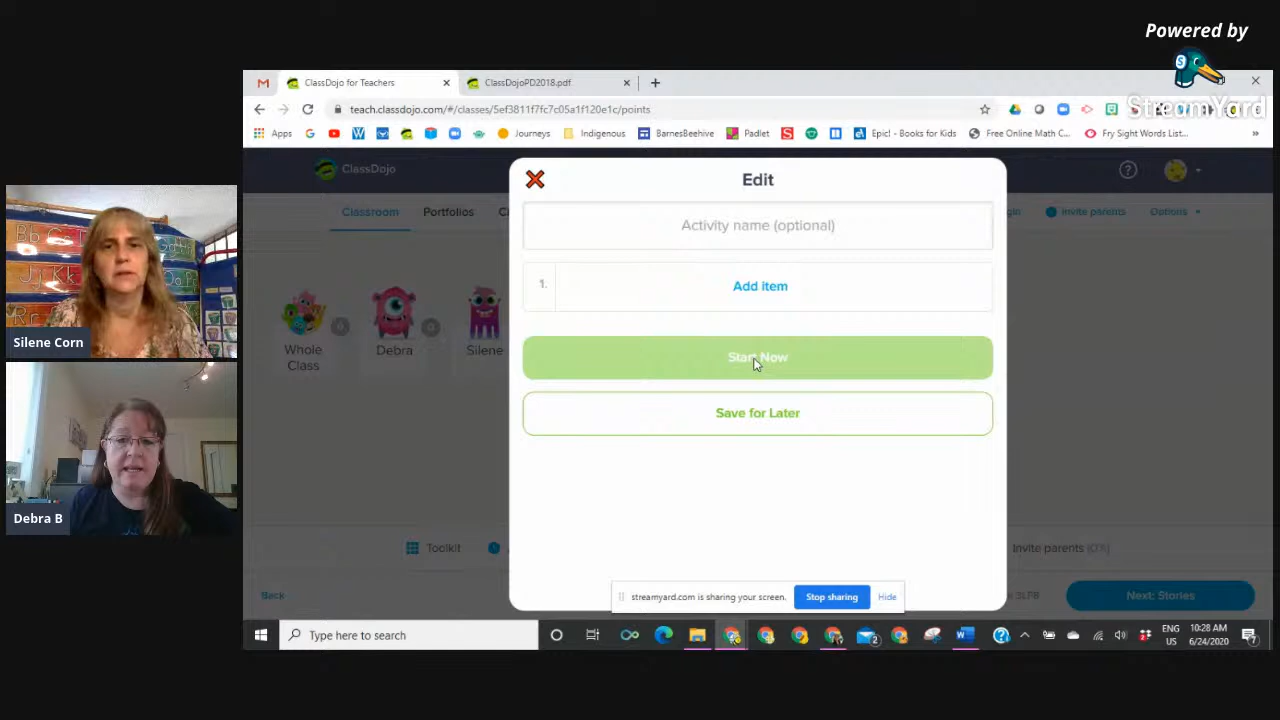 Powered by
StreamYard
ClassDojo for Teachers
ClassDojoPD2018.pdf
teach.classdojo.com/#/classes/5ef3811f7fc7c05a1f120e1c/points
Apps
Journeys
Indigenous
BarnesBeehive
Padlet
Epic! - Books for Kids
Free Online Math C...
Fry Sight Words List...
ClassDojo
Edit
Classroom
Portfolios
Invite parents
Options
Activity name (optional)
1.
Add item
Whole
Class
Debra
Silene
Start Now
Save for Later
Silene Corn
Debra B
Toolkit
Invite parents (0%)
Back
streamyard.com is sharing your screen.
Stop sharing
Hide
Next: Stories
Type here to search
ENG
US
10:28 AM
6/24/2020